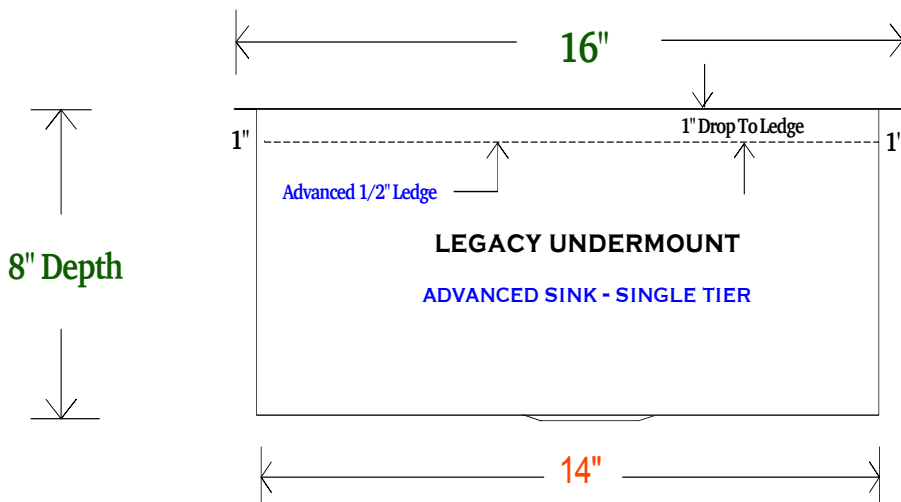 16"
1" Drop To Ledge
1"
1"
Advanced 1/2" Ledge
LEGACY UNDERMOUNT
8" Depth
ADVANCED SINK - SINGLE TIER
14"